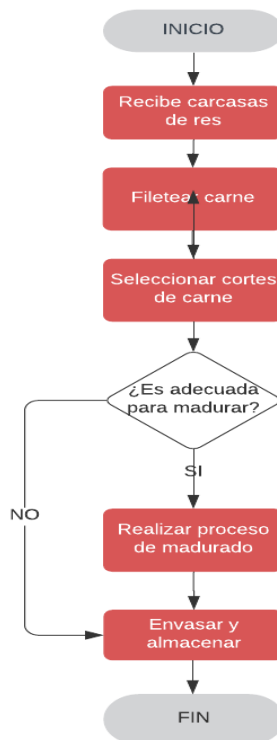 INICIO
Recibe carcasas
de res
Filetear carne
Seleccionar cortes
de carne
¿Es adecuada
para madurar?
SI
NO
Realizar proceso
de madurado
Envasar y
almacenar
FIN